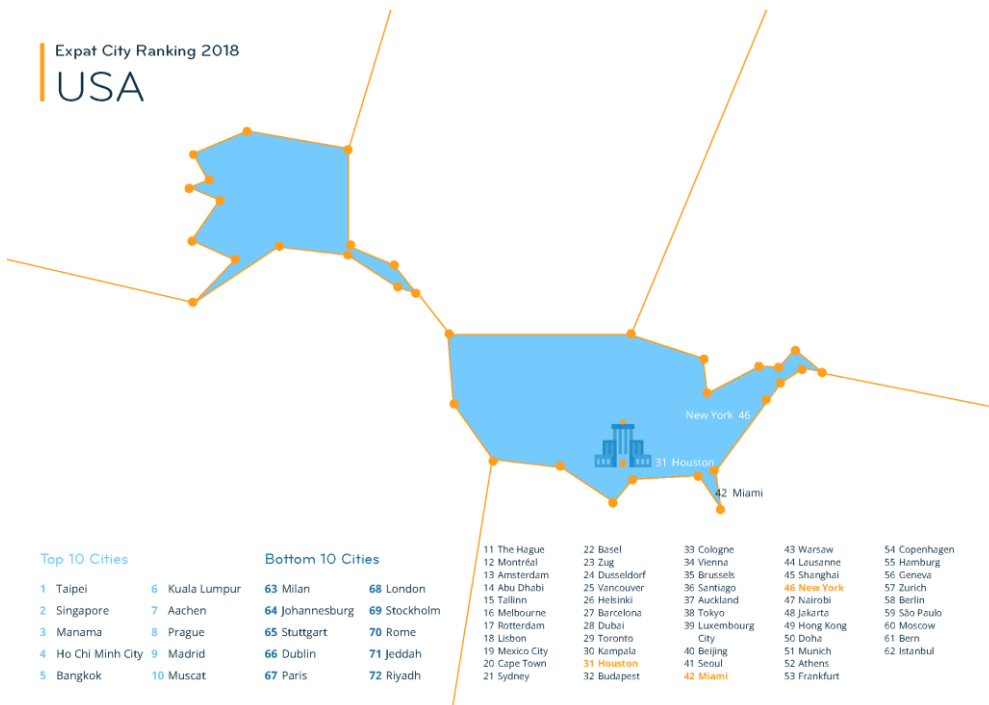 Expat City Ranking 2018
USA
New York 46
31 Houston
42 Miami
Top 10 Cities
1 Taipei
2 Singapore
3 Manama
4 Ho Chi Minh City
5 Bangkok
6 Kuala Lumpur
7 Aachen
8 Prague
9 Madrid
10 Muscat
Bottom 10 Cities
63 Milan
64 Johannesburg
65 Stuttgart
66 Dublin
67 Paris
68 London
69 Stockholm
70 Rome
71 Jeddah
72 Riyadh
11 The Hague
12 Montréal
13 Amsterdam
14 Abu Dhabi
15 Tallinn
16 Melbourne
17 Rotterdam
18 Lisbon
19 Mexico City
20 Cape Town
21 Sydney
22 Basel
23 Zug
24 Dusseldorf
25 Vancouver
26 Helsinki
27 Barcelona
28 Dubai
29 Toronto
30 Kampala
31 Houston
32 Budapest
33 Cologne
34 Vienna
35 Brussels
36 Santiago
37 Auckland
38 Tokyo
39 Luxembourg
City
40 Beijing
41 Seoul
42 Miami
43 Warsaw
44 Lausanne
45 Shanghai
46 New York
47 Nairobi
48 Jakarta
49 Hong Kong
50 Doha
51 Munich
52 Athens
53 Frankfurt
54 Copenhagen
55 Hamburg
56 Geneva
57 Zurich
58 Berlin
59 São Paulo
60 Moscow
61 Bern
62 Istanbul